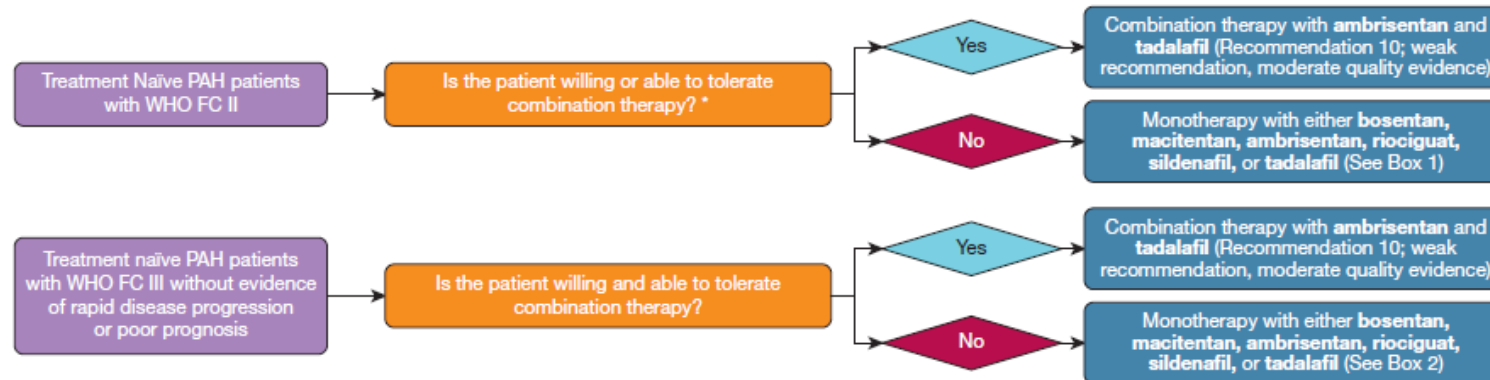 Treatment Naïve PAH patients
with WHO FC II
Is the patient willing or able to tolerate
combination therapy? *
Yes
Combination therapy with ambrisentan and
tadalafil (Recommendation 10; weak
recommendation, moderate quality evidence)
No
Monotherapy with either bosentan,
macitentan, ambrisentan, riociguat,
sildenafil, or tadalafil (See Box 1)
Treatment naïve PAH patients
with WHO FC III without evidence
of rapid disease progression
or poor prognosis
Is the patient willing and able to tolerate
combination therapy?
Yes
Combination therapy with ambrisentan and
tadalafil (Recommendation 10; weak
recommendation, moderate quality evidence)
No
Monotherapy with either bosentan,
macitentan, ambrisentan, riociguat,
sildenafil, or tadalafil (See Box 2)